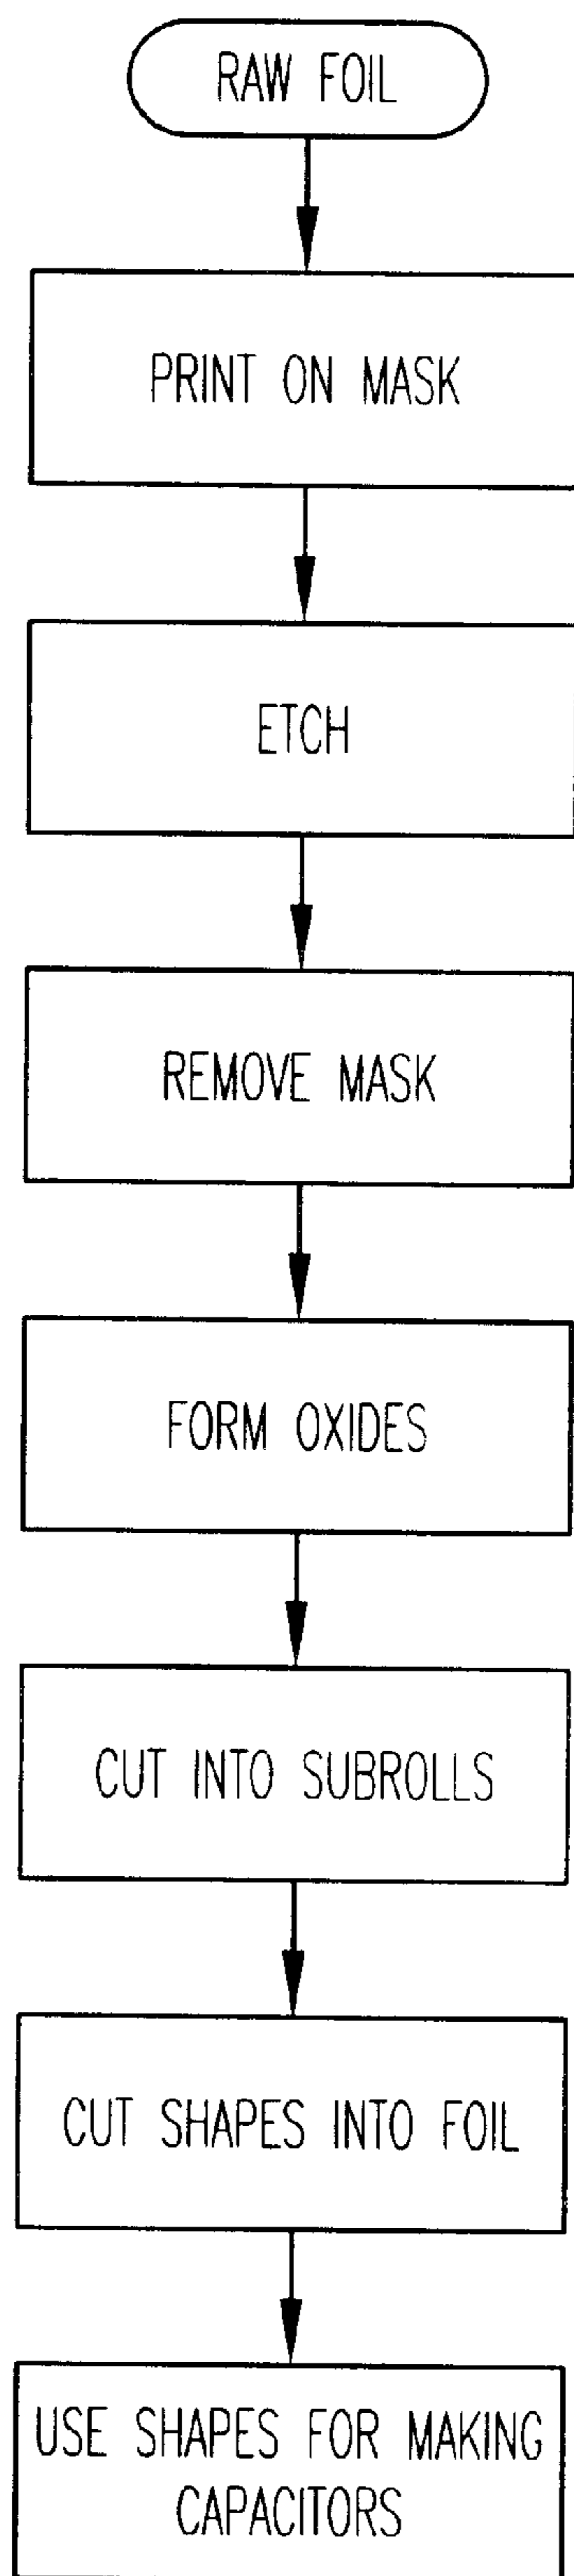 RAW FOIL
PRINT ON MASK
ETCH
REMOVE MASK
FORM OXIDES
CUT INTO SUBROLLS
CUT SHAPES INTO FOIL
USE SHAPES FOR MAKING
CAPACITORS